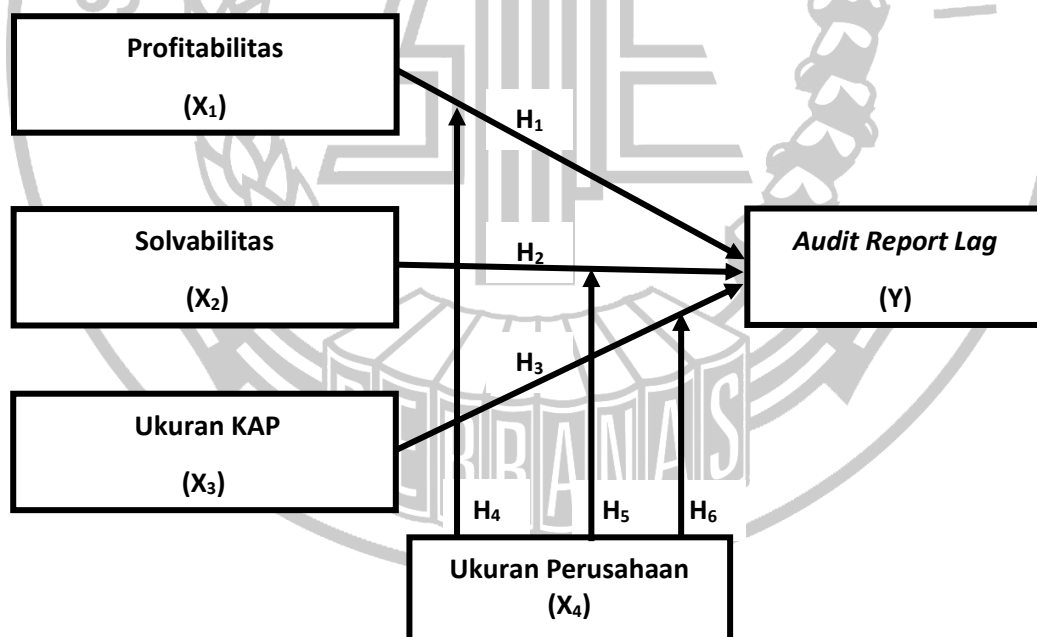 Profitabilitas
(X₁)
H₁
Solvabilitas
(X₂)
H₂
Audit Report Lag
(Y)
H₃
Ukuran KAP
(X₃)
H₄
H₅
H₆
Ukuran Perusahaan
(X₄)
ERBANAS